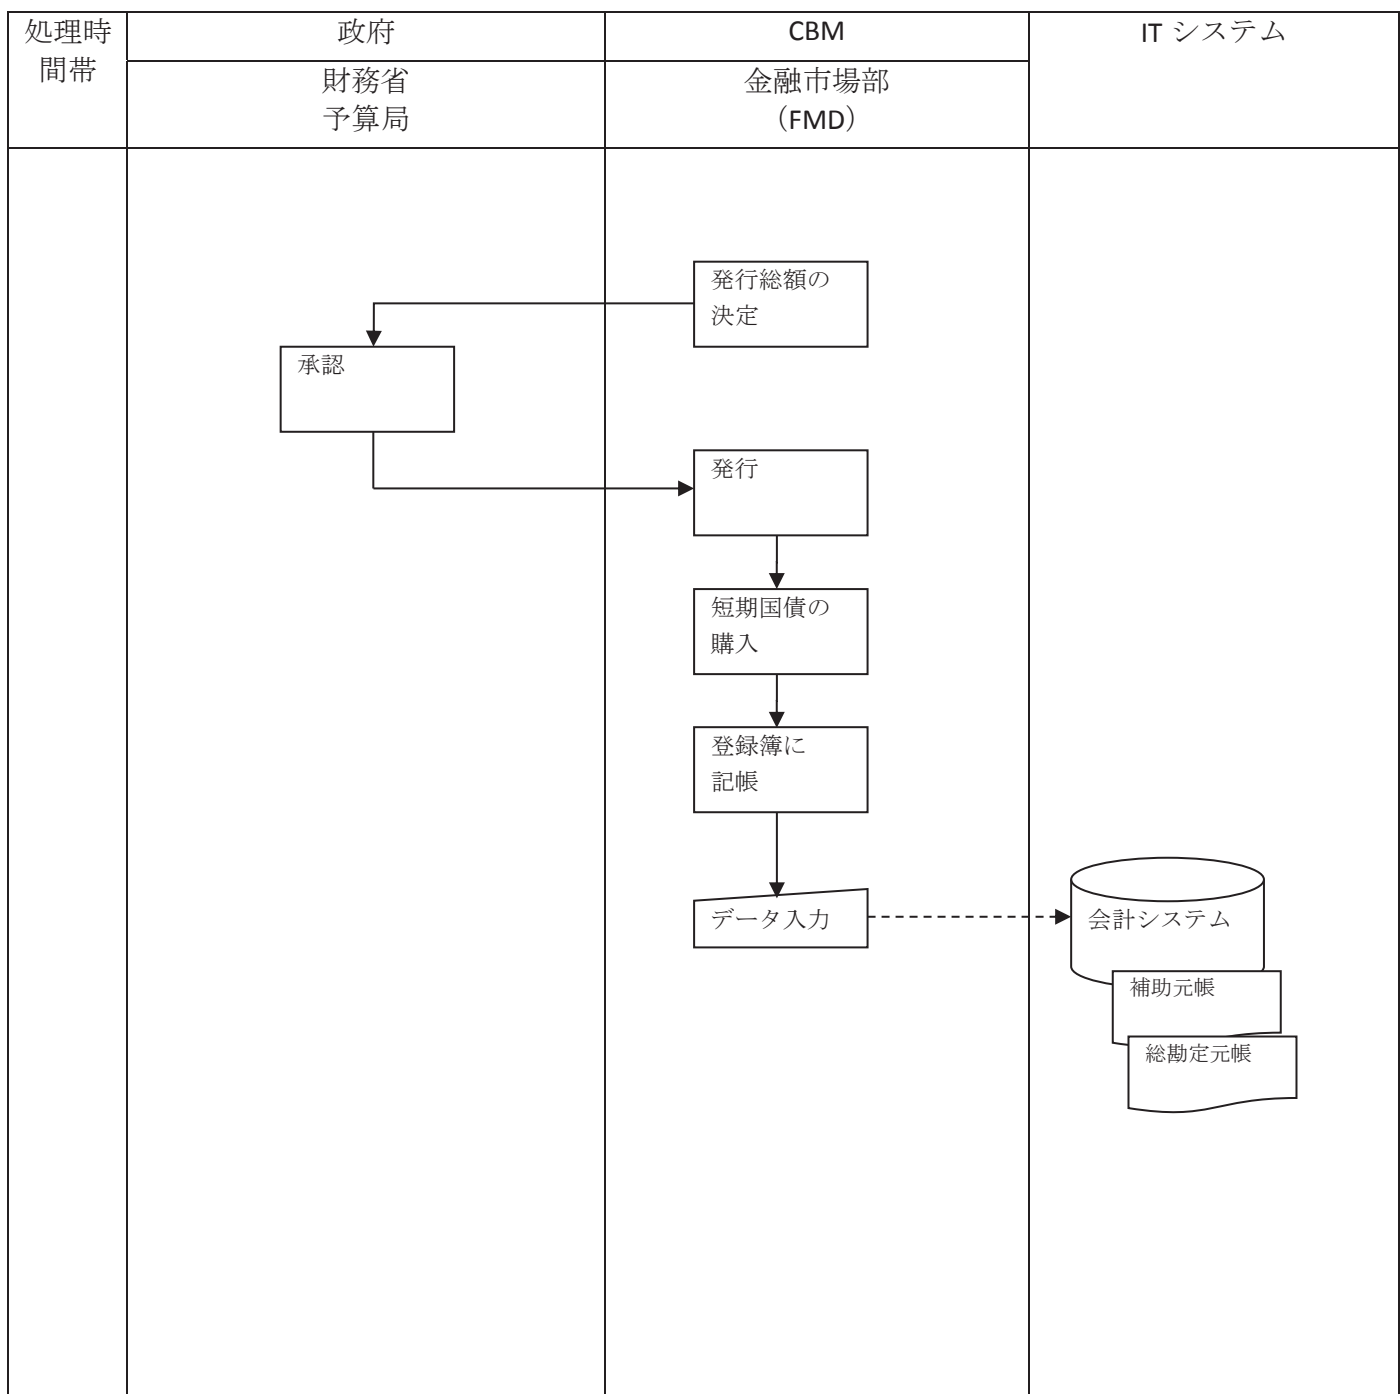 処理時
間帯
政府
CBM
IT システム
財務省
予算局
金融市場部
（FMD）
発行総額の
決定
承認
発行
短期国債の
購入
登録簿に
記帳
データ入力
会計システム
補助元帳
総勘定元帳